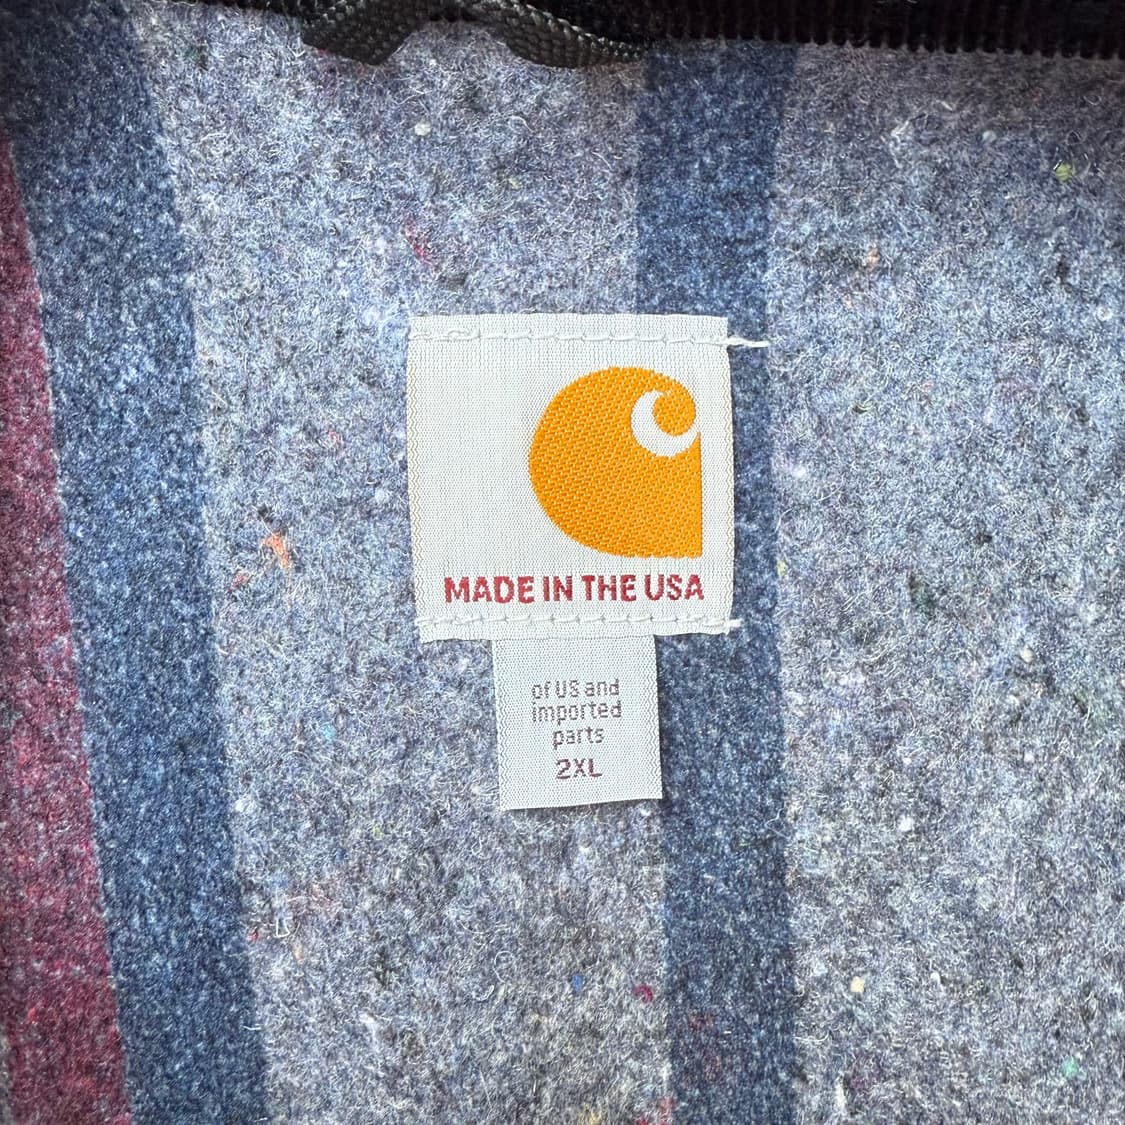 MADE IN THE USA
of US and
imported
parts
2XL